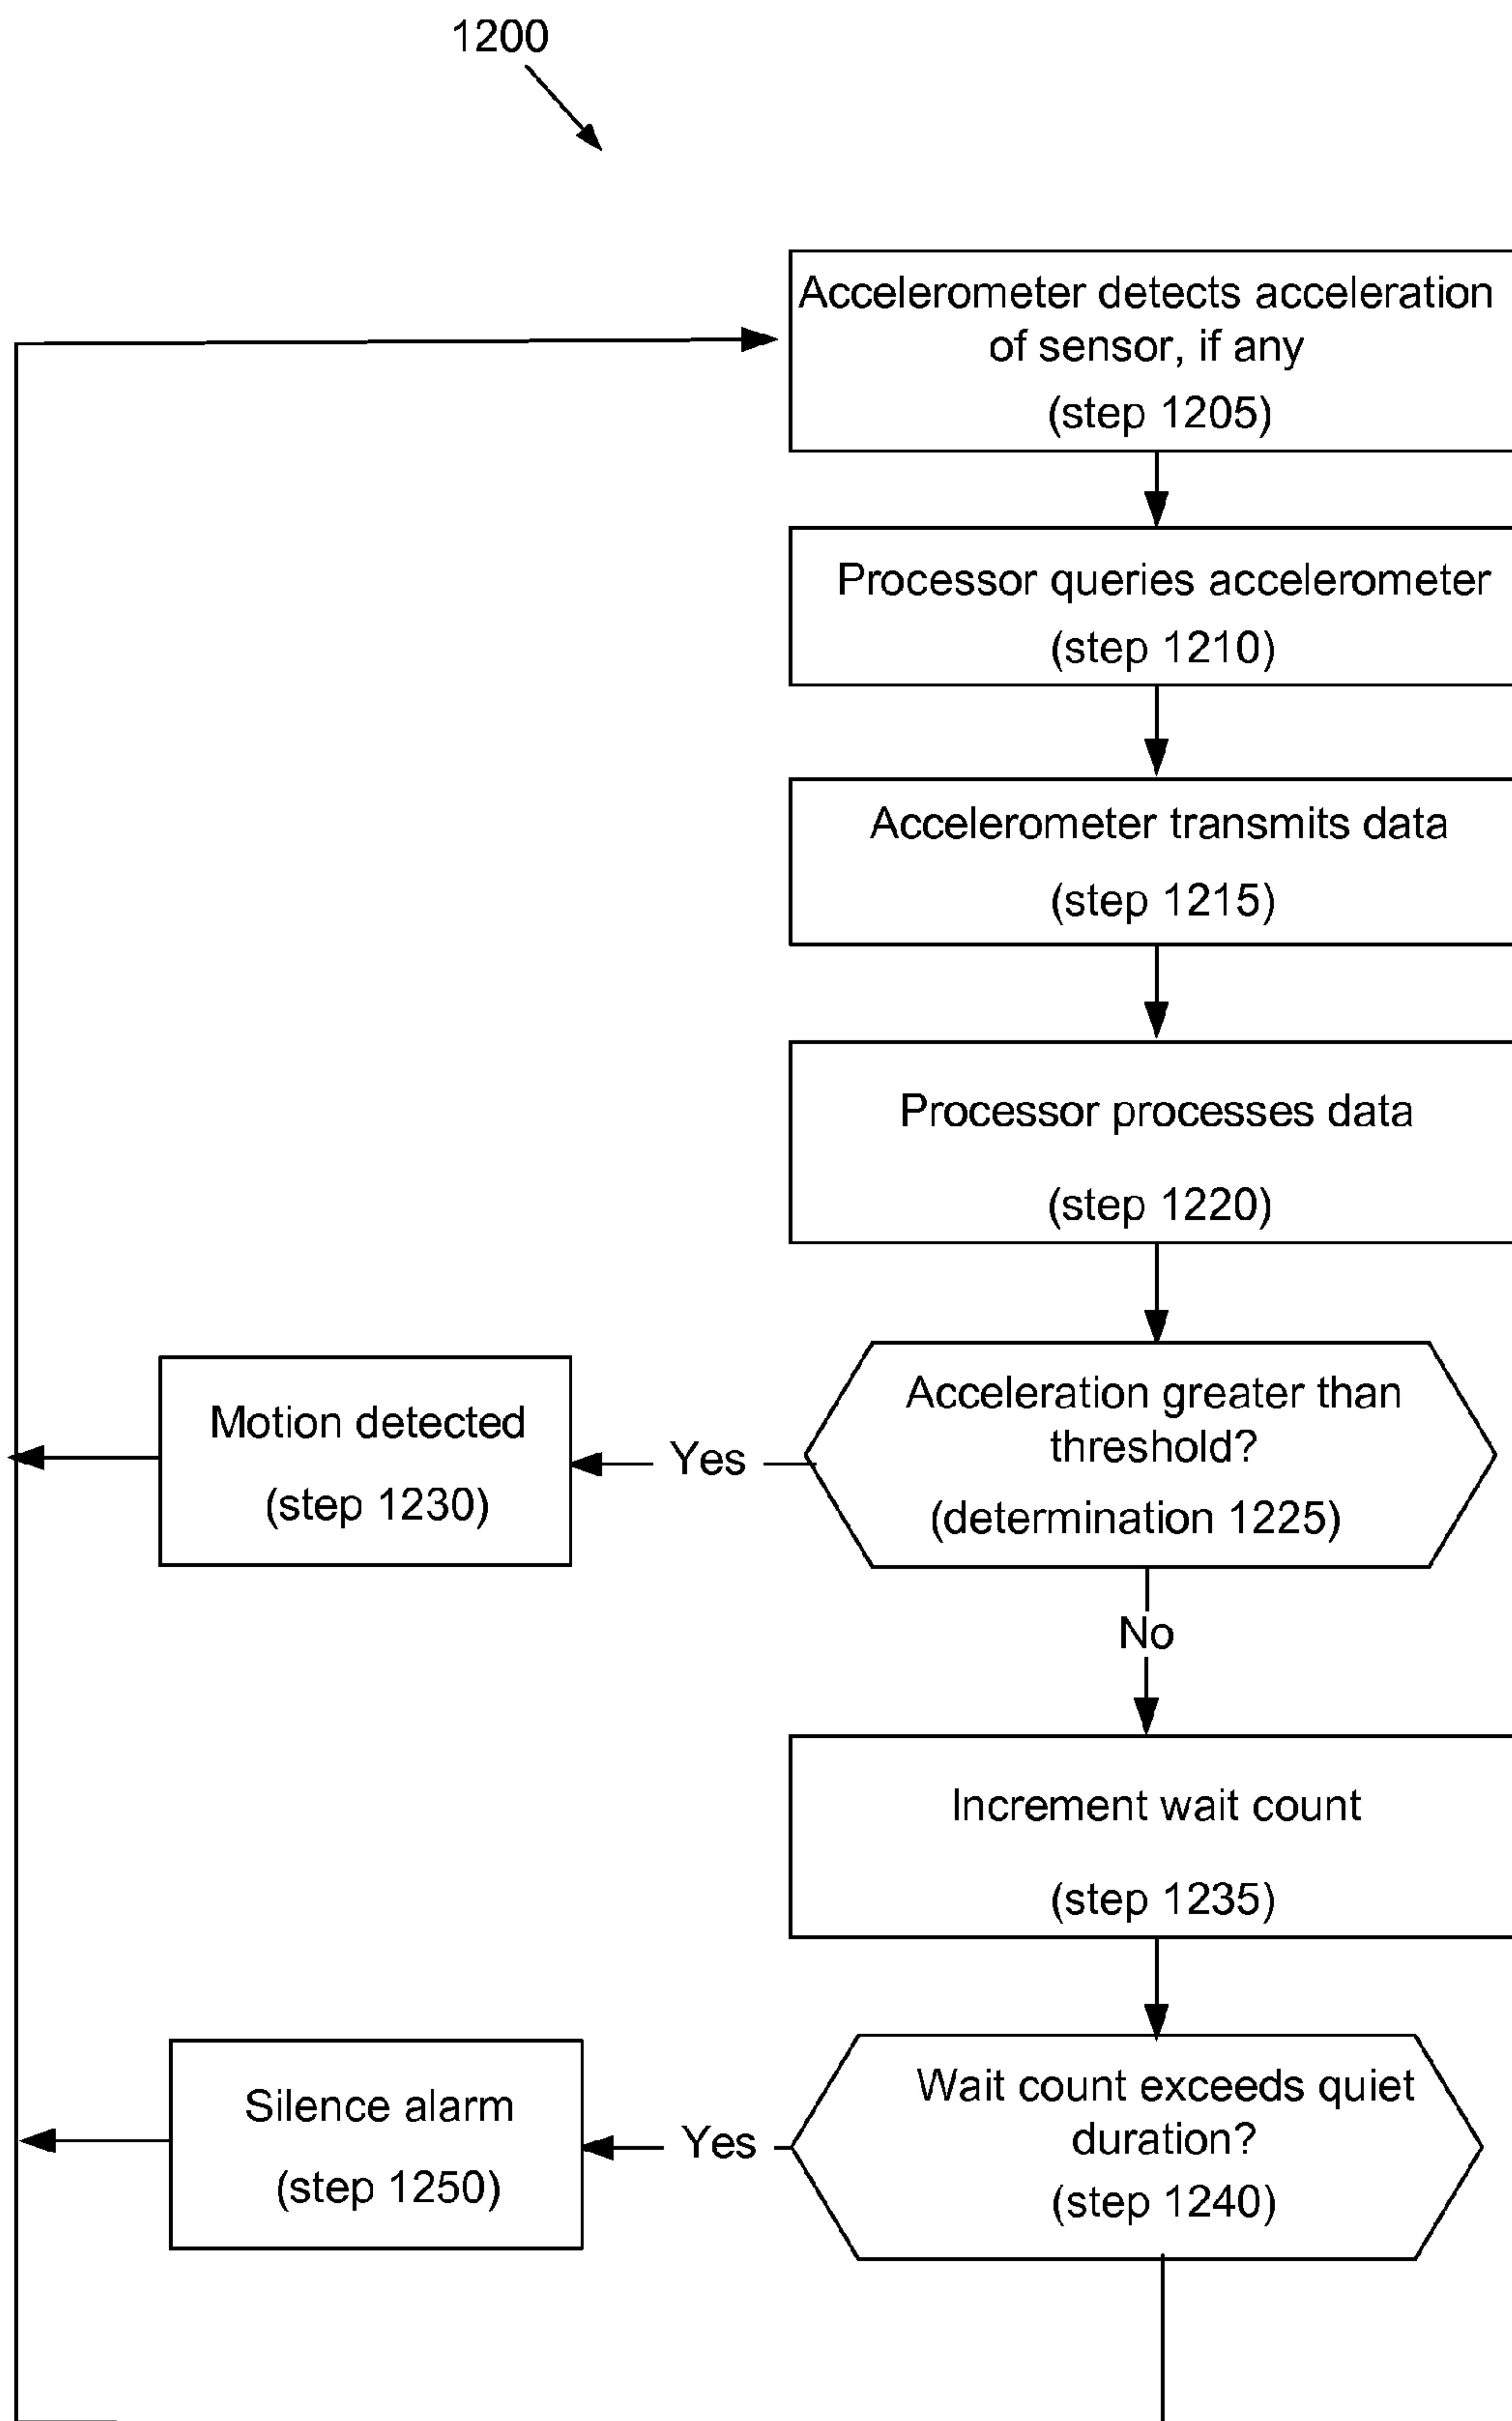 1200
Accelerometer detects acceleration
of sensor, if any
(step 1205)
Processor queries accelerometer
(step 1210)
Accelerometer transmits data
(step 1215)
Processor processes data
(step 1220)
Acceleration greater than
threshold?
(determination 1225)
Yes
Motion detected
(step 1230)
No
Increment wait count
(step 1235)
Wait count exceeds quiet
duration?
(step 1240)
Yes
Silence alarm
(step 1250)